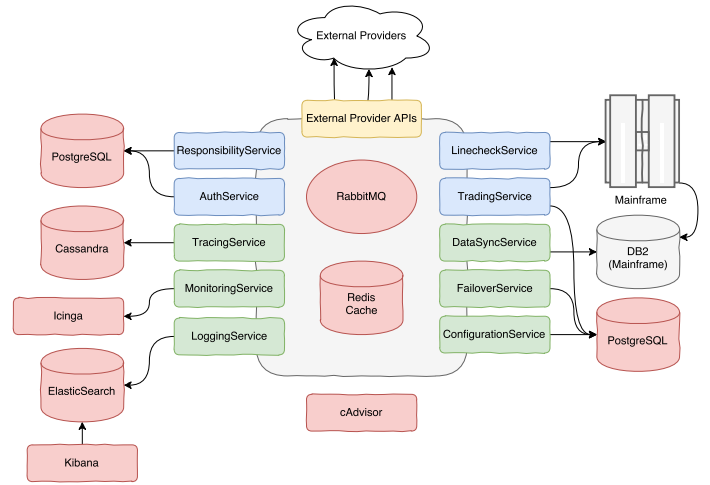 External Providers
External Provider APIs
PostgreSQL
ResponsibilityService
LinecheckService
AuthService
RabbitMQ
TradingService
Mainframe
Cassandra
TracingService
DataSyncService
DB2
(Mainframe)
Icinga
MonitoringService
Redis
Cache
FailoverService
LoggingService
ConfigurationService
PostgreSQL
ElasticSearch
cAdvisor
Kibana